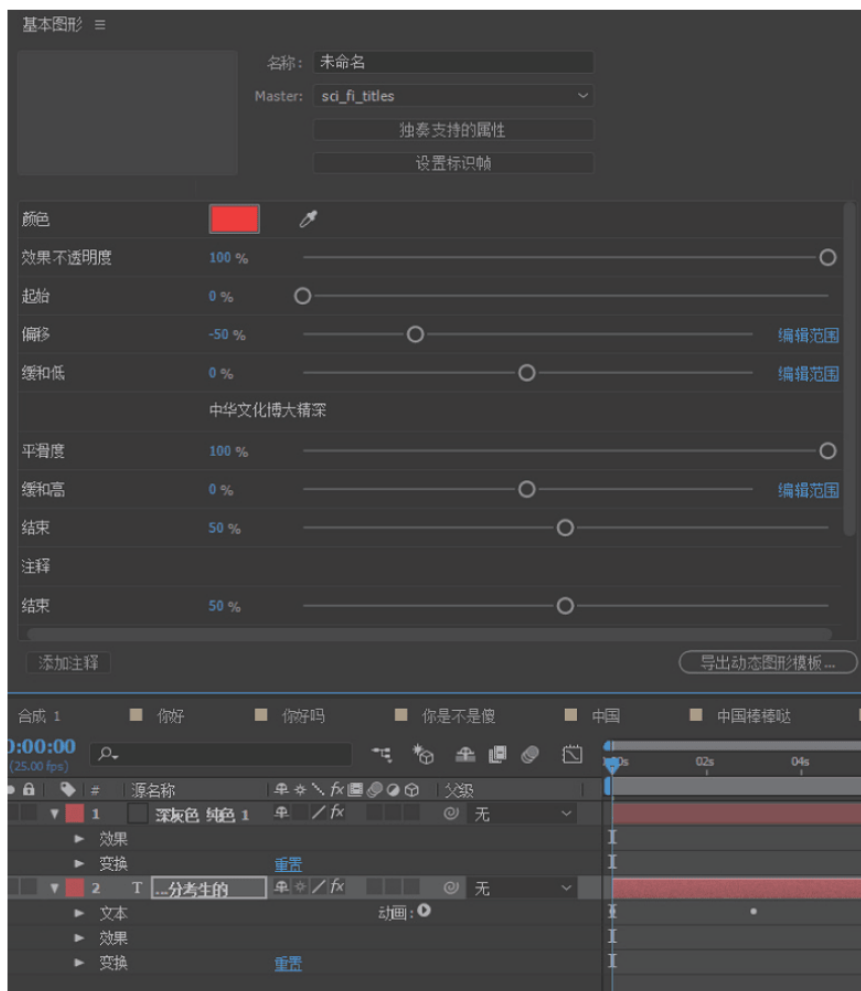 基本图形
名称: 未命名
Master: sci_fi_titles
独奏支持的属性
设置标识帧
颜色
效果不透明度 100 %
起始 0 %
偏移 -50 % 编辑范围
缓和低 0 % 编辑范围
中华文化博大精深
平滑度 100 %
缓和高 0 % 编辑范围
结束 50 %
注释
结束 50 %
添加注释 导出动态图形模板...
合成 1 你好 你好吗 你是不是傻 中国 中国棒棒哒
0:00:00
(25.00 fps) 02s 04s
# 源名称 fx 父级
1 深灰色 纯色 1 fx 无
效果
变换 重置
2 T ...分考生的 fx 无
文本 动画:
效果
变换 重置